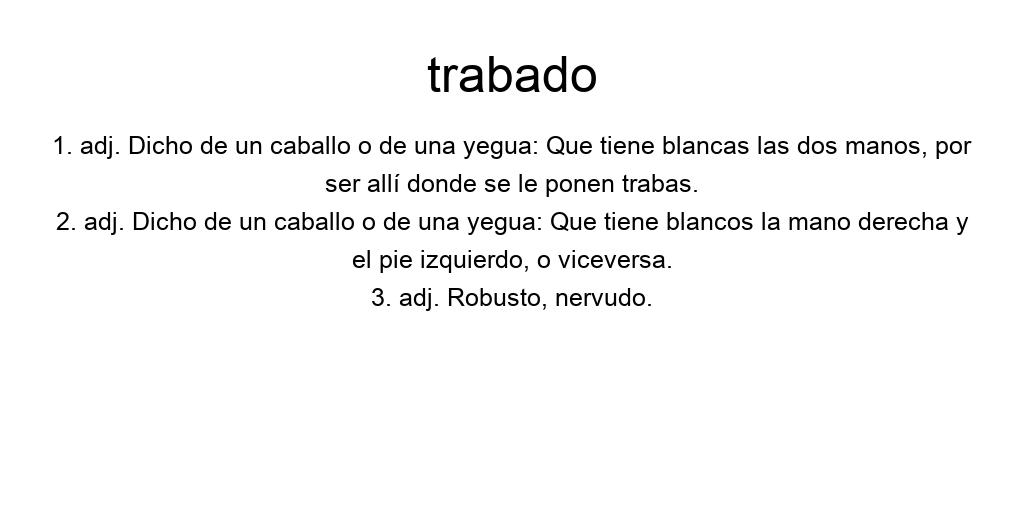 trabado
1. adj. Dicho de un caballo o de una yegua: Que tiene blancas las dos manos, por
ser allí donde se le ponen trabas.
2. adj. Dicho de un caballo o de una yegua: Que tiene blancos la mano derecha y
el pie izquierdo, o viceversa.
3. adj. Robusto, nervudo.